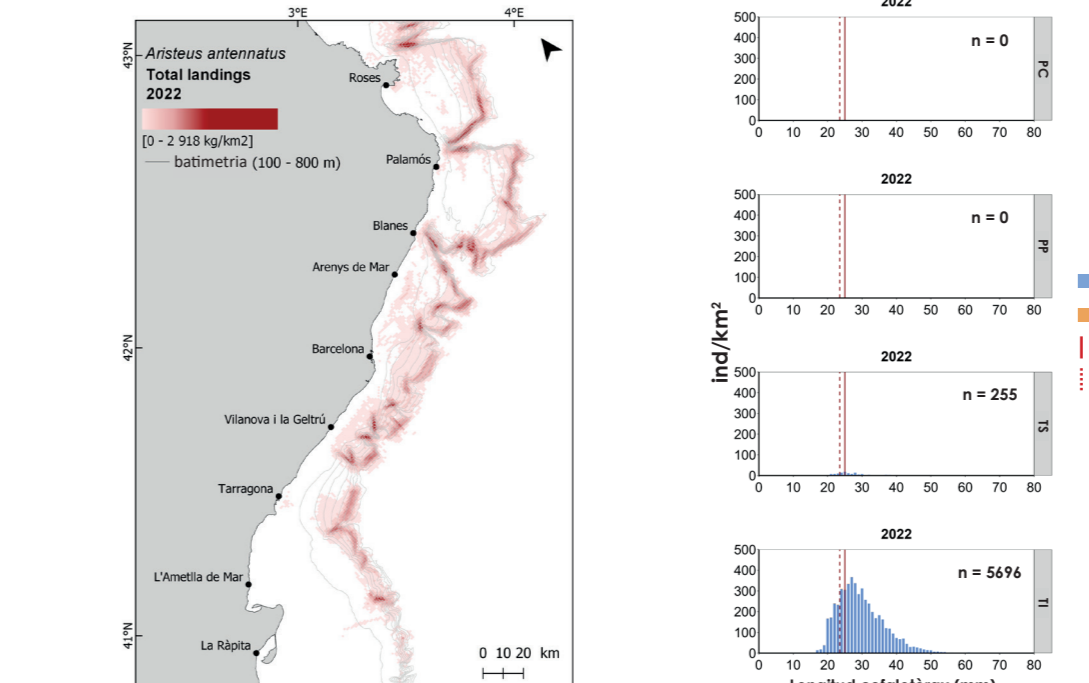 3°E
4°E
43°N
42°N
41°N
Aristeus antennatus
Total landings
2022
[0 - 2 918 kg/km2]
batimetria (100 - 800 m)
Roses
Palamós
Blanes
Arenys de Mar
Barcelona
Vilanova i la Geltrú
Tarragona
L'Ametlla de Mar
La Ràpita
0 10 20 km
ind/km²
2022
500
400
300
200
100
0
n = 0
PC
0 10 20 30 40 50 60 70 80
2022
500
400
300
200
100
0
n = 0
PP
0 10 20 30 40 50 60 70 80
2022
500
400
300
200
100
0
n = 255
TS
0 10 20 30 40 50 60 70 80
2022
500
400
300
200
100
0
n = 5696
TI
0 10 20 30 40 50 60 70 80